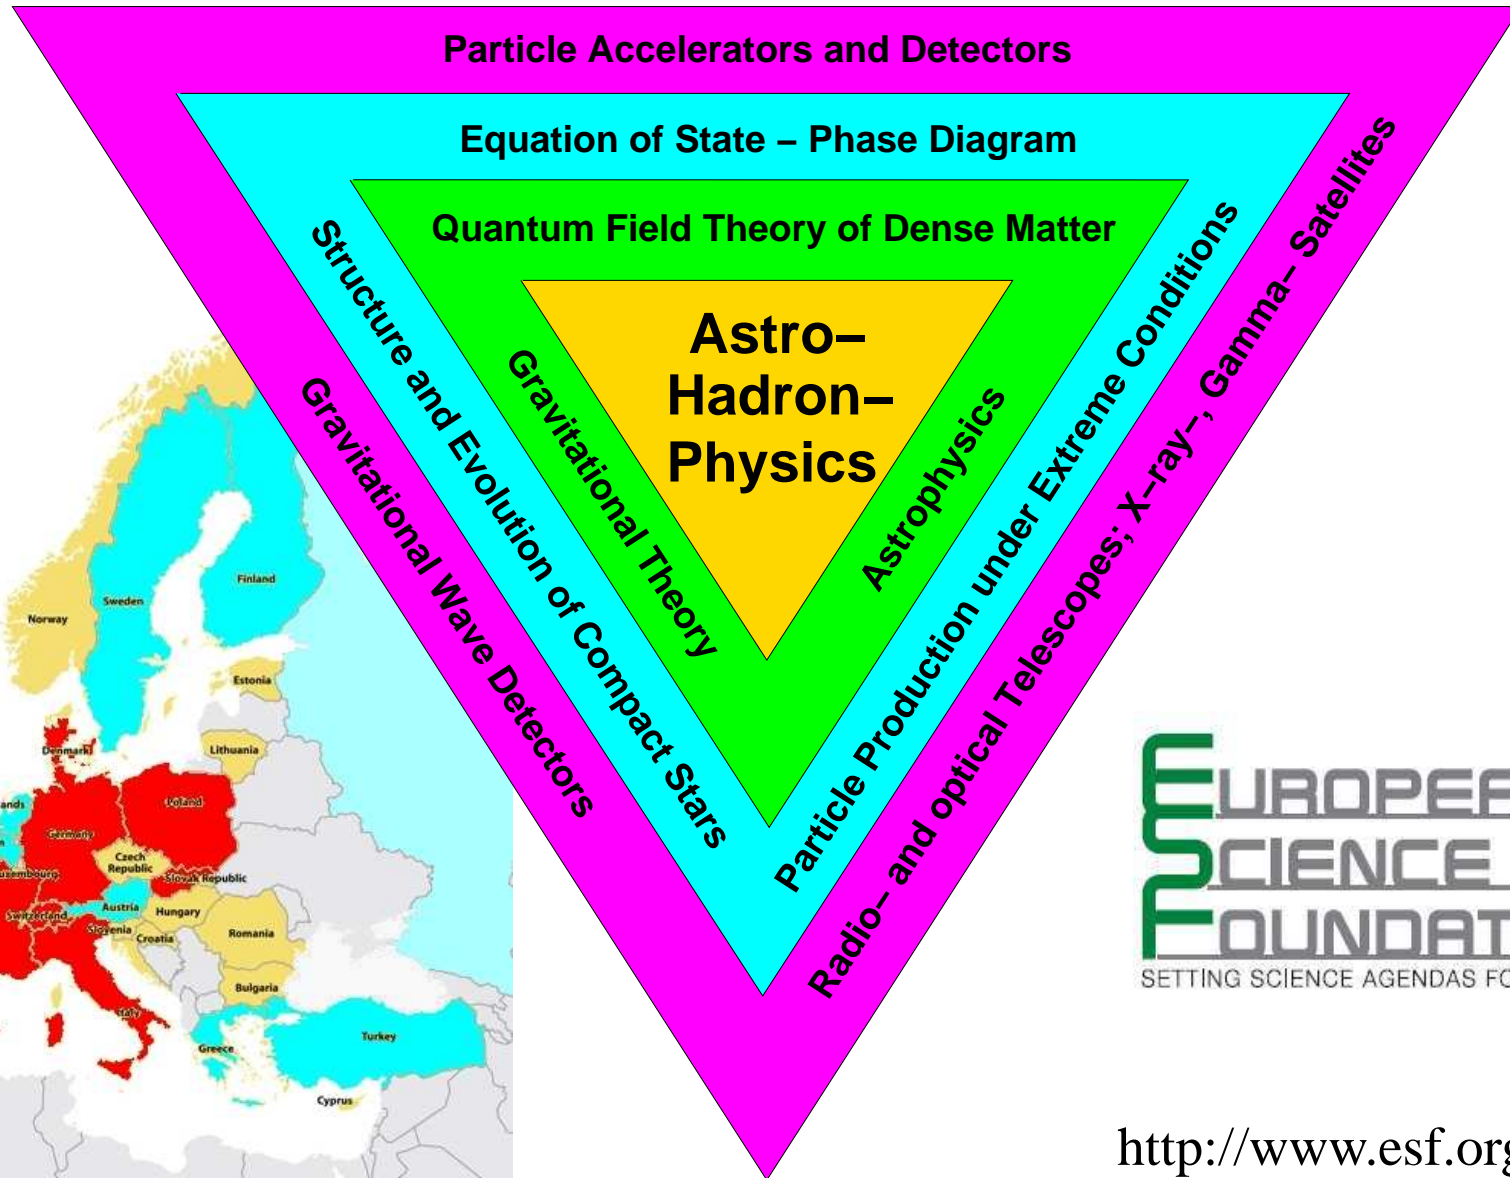 Particle Accelerators and Detectors
Equation of State – Phase Diagram
Quantum Field Theory of Dense Matter
Astro–
Hadron–
Physics
Gravitational Theory
Astrophysics
Structure and Evolution of Compact Stars
Particle Production under Extreme Conditions
Gravitational Wave Detectors
Radio– and optical Telescopes; X–ray–, Gamma– Satellites
Norway
Sweden
Finland
Estonia
Lithuania
Denmark
Poland
Germany
Czech
Republic
Slovak Republic
Switzerland
Austria
Hungary
Slovenia
Croatia
Romania
Bulgaria
Italy
Greece
Turkey
Cyprus
SCIENCE
SETTING SCIENCE AGENDAS
http://www.esf.org